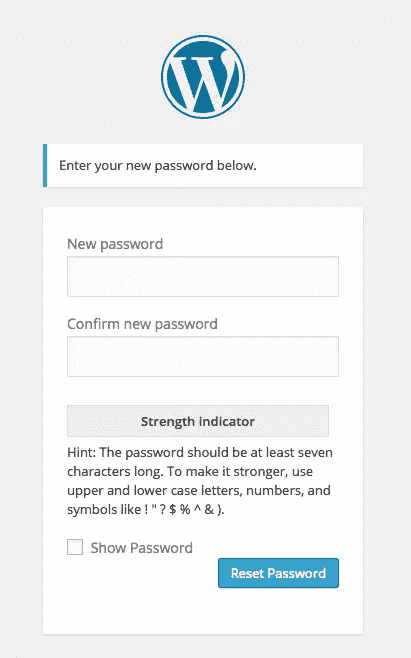 Enter your new password below.
New password
Confirm new password
Strength indicator
Hint: The password should be at least seven
characters long. To make it stronger, use
upper and lower case letters, numbers, and
symbols like ! " ? $ % ^ & ).
Show Password
Reset Password